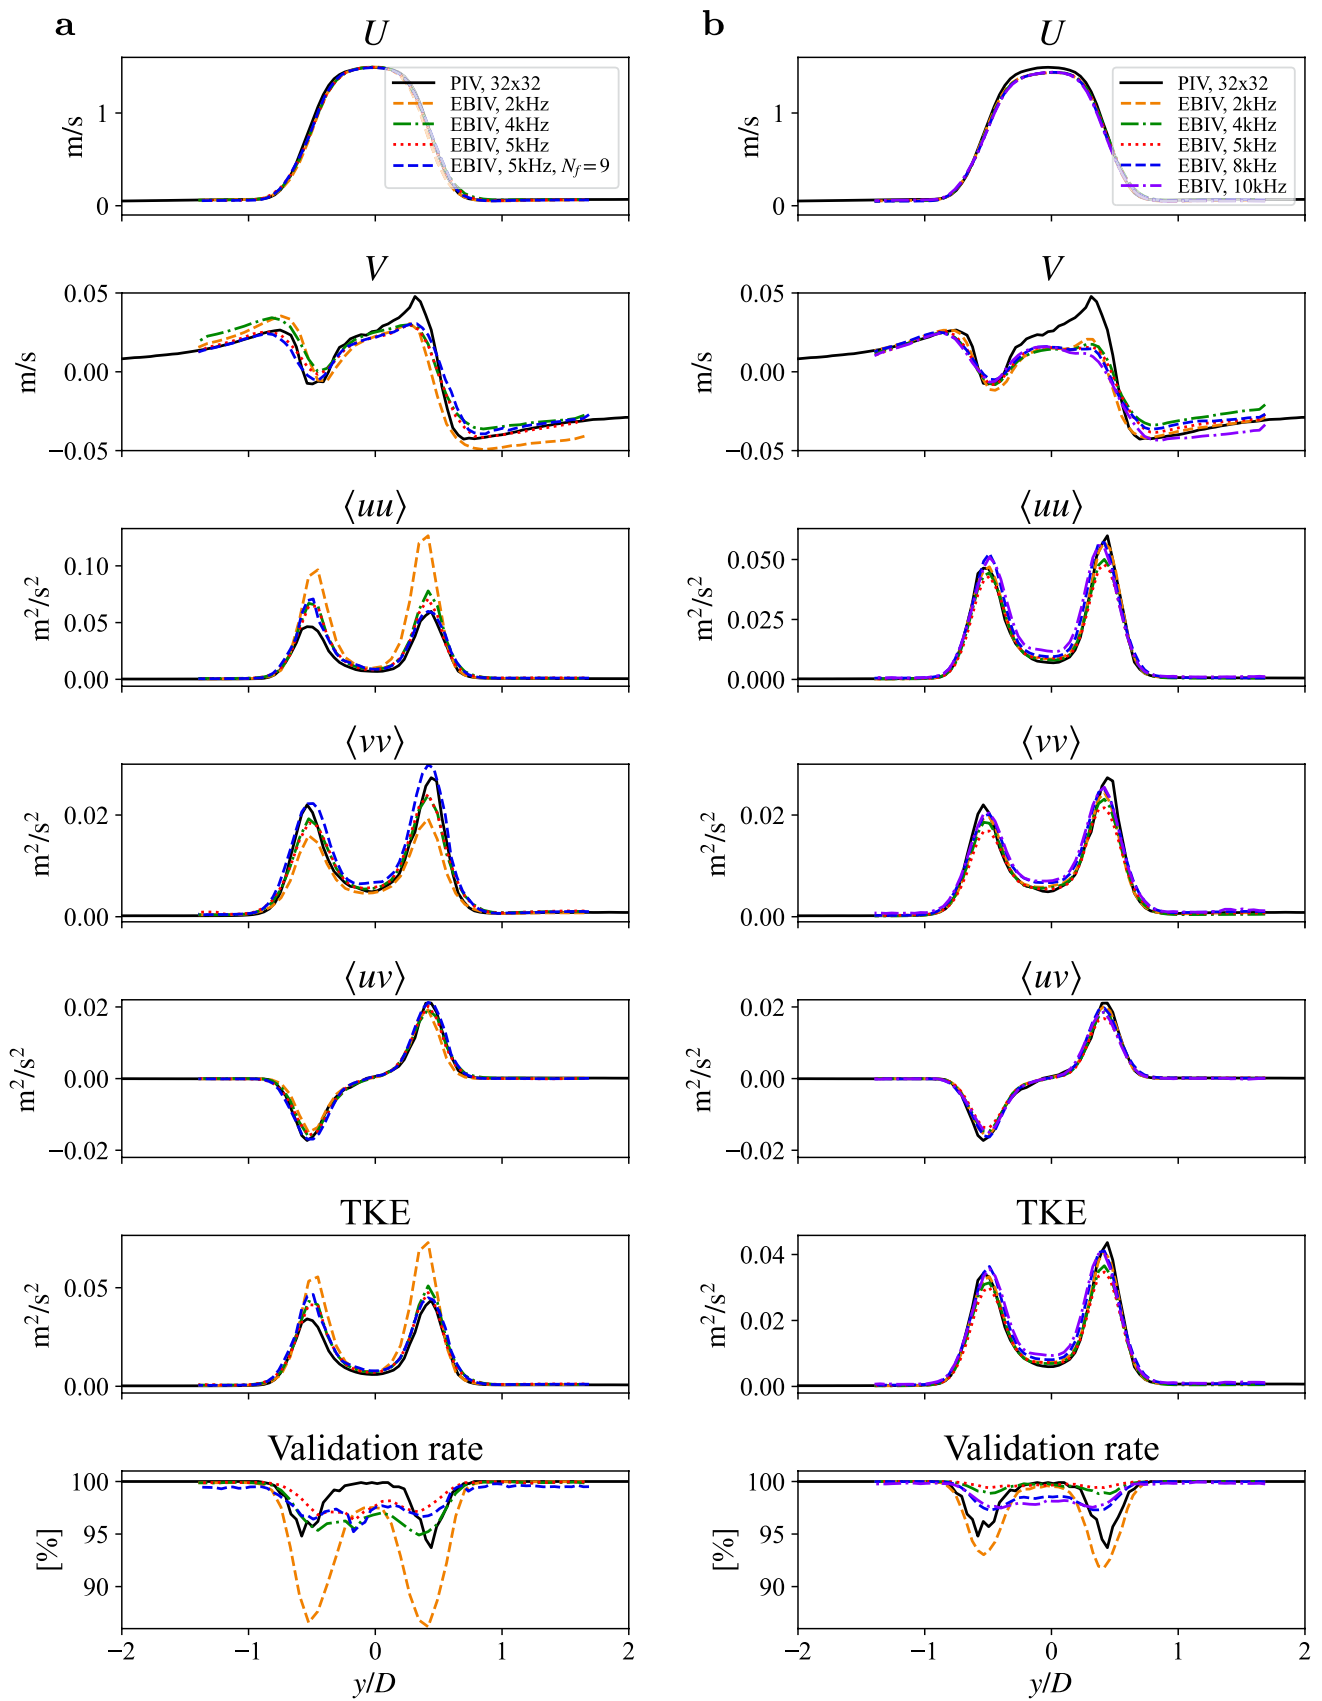 a
U
m/s
1
0
PIV, 32x32
EBIV, 2kHz
EBIV, 4kHz
EBIV, 5kHz
EBIV, 5kHz, N_f=9
V
m/s
0.05
0.00
−0.05
⟨uu⟩
m²/s²
0.10
0.05
0.00
⟨vv⟩
m²/s²
0.02
0.00
⟨uv⟩
m²/s²
0.02
0.00
−0.02
TKE
m²/s²
0.05
0.00
Validation rate
[%]
100
95
90
−2 −1 0 1 2
y/D
b
U
m/s
1
0
PIV, 32x32
EBIV, 2kHz
EBIV, 4kHz
EBIV, 5kHz
EBIV, 8kHz
EBIV, 10kHz
V
m/s
0.05
0.00
−0.05
⟨uu⟩
m²/s²
0.050
0.025
0.000
⟨vv⟩
m²/s²
0.02
0.00
⟨uv⟩
m²/s²
0.02
0.00
−0.02
TKE
m²/s²
0.04
0.02
0.00
Validation rate
[%]
100
95
90
−2 −1 0 1 2
y/D